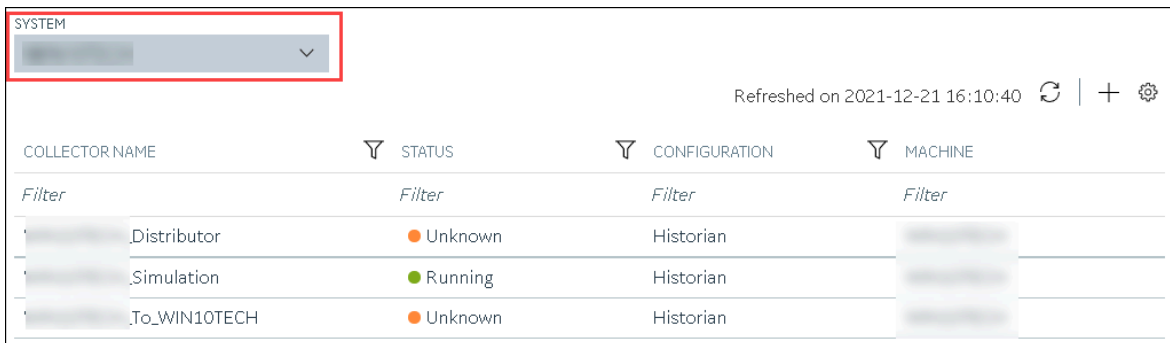 SYSTEM
Refreshed on 2021-12-21 16:10:40
COLLECTOR NAME STATUS CONFIGURATION MACHINE
Filter Filter Filter Filter
_Distributor Unknown Historian
_Simulation Running Historian
_To_WIN10TECH Unknown Historian